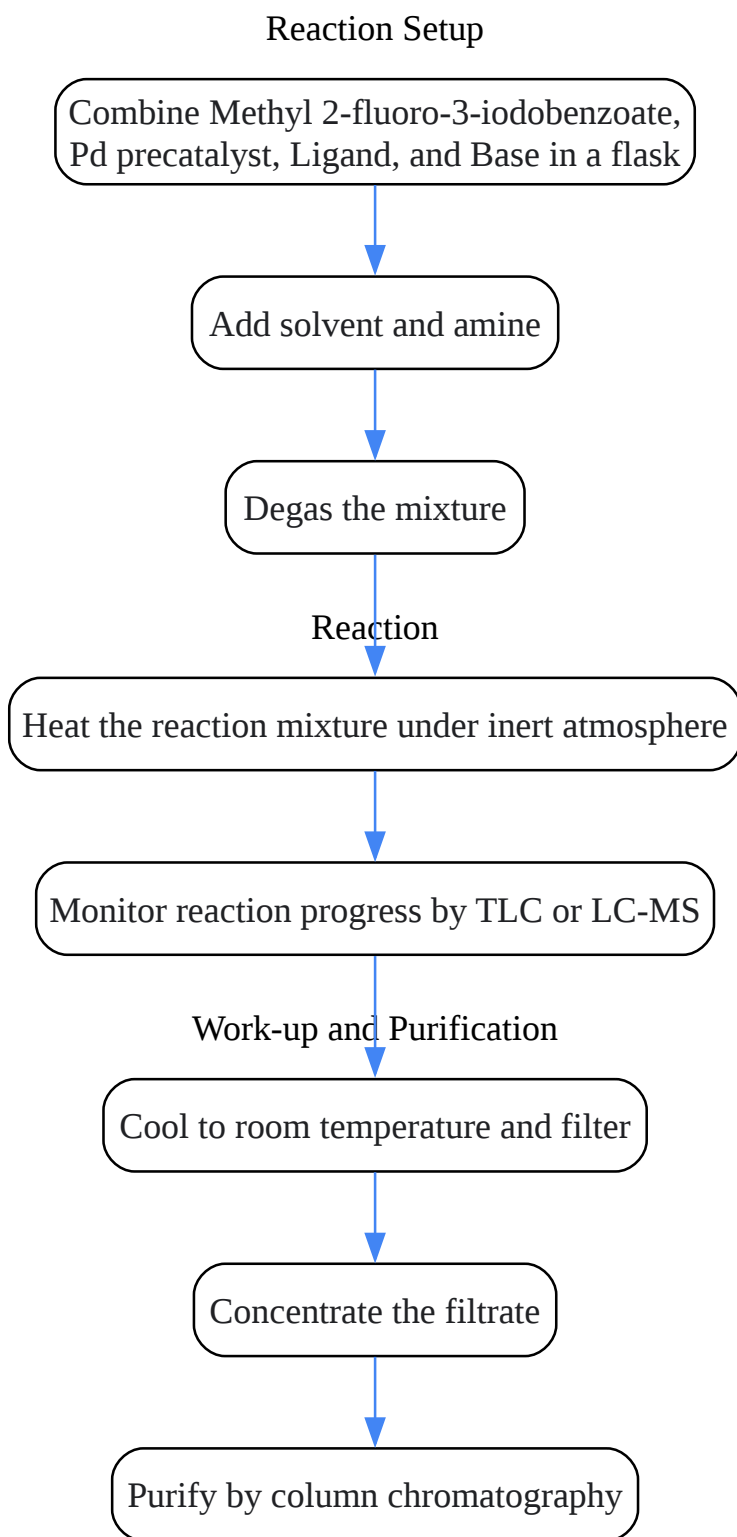 Reaction Setup
Combine Methyl 2-fluoro-3-iodobenzoate,
Pd precatalyst, Ligand, and Base in a flask
Add solvent and amine
Degas the mixture
Reaction
Heat the reaction mixture under inert atmosphere
Monitor reaction progress by TLC or LC-MS
Work-up and Purification
Cool to room temperature and filter
Concentrate the filtrate
Purify by column chromatography